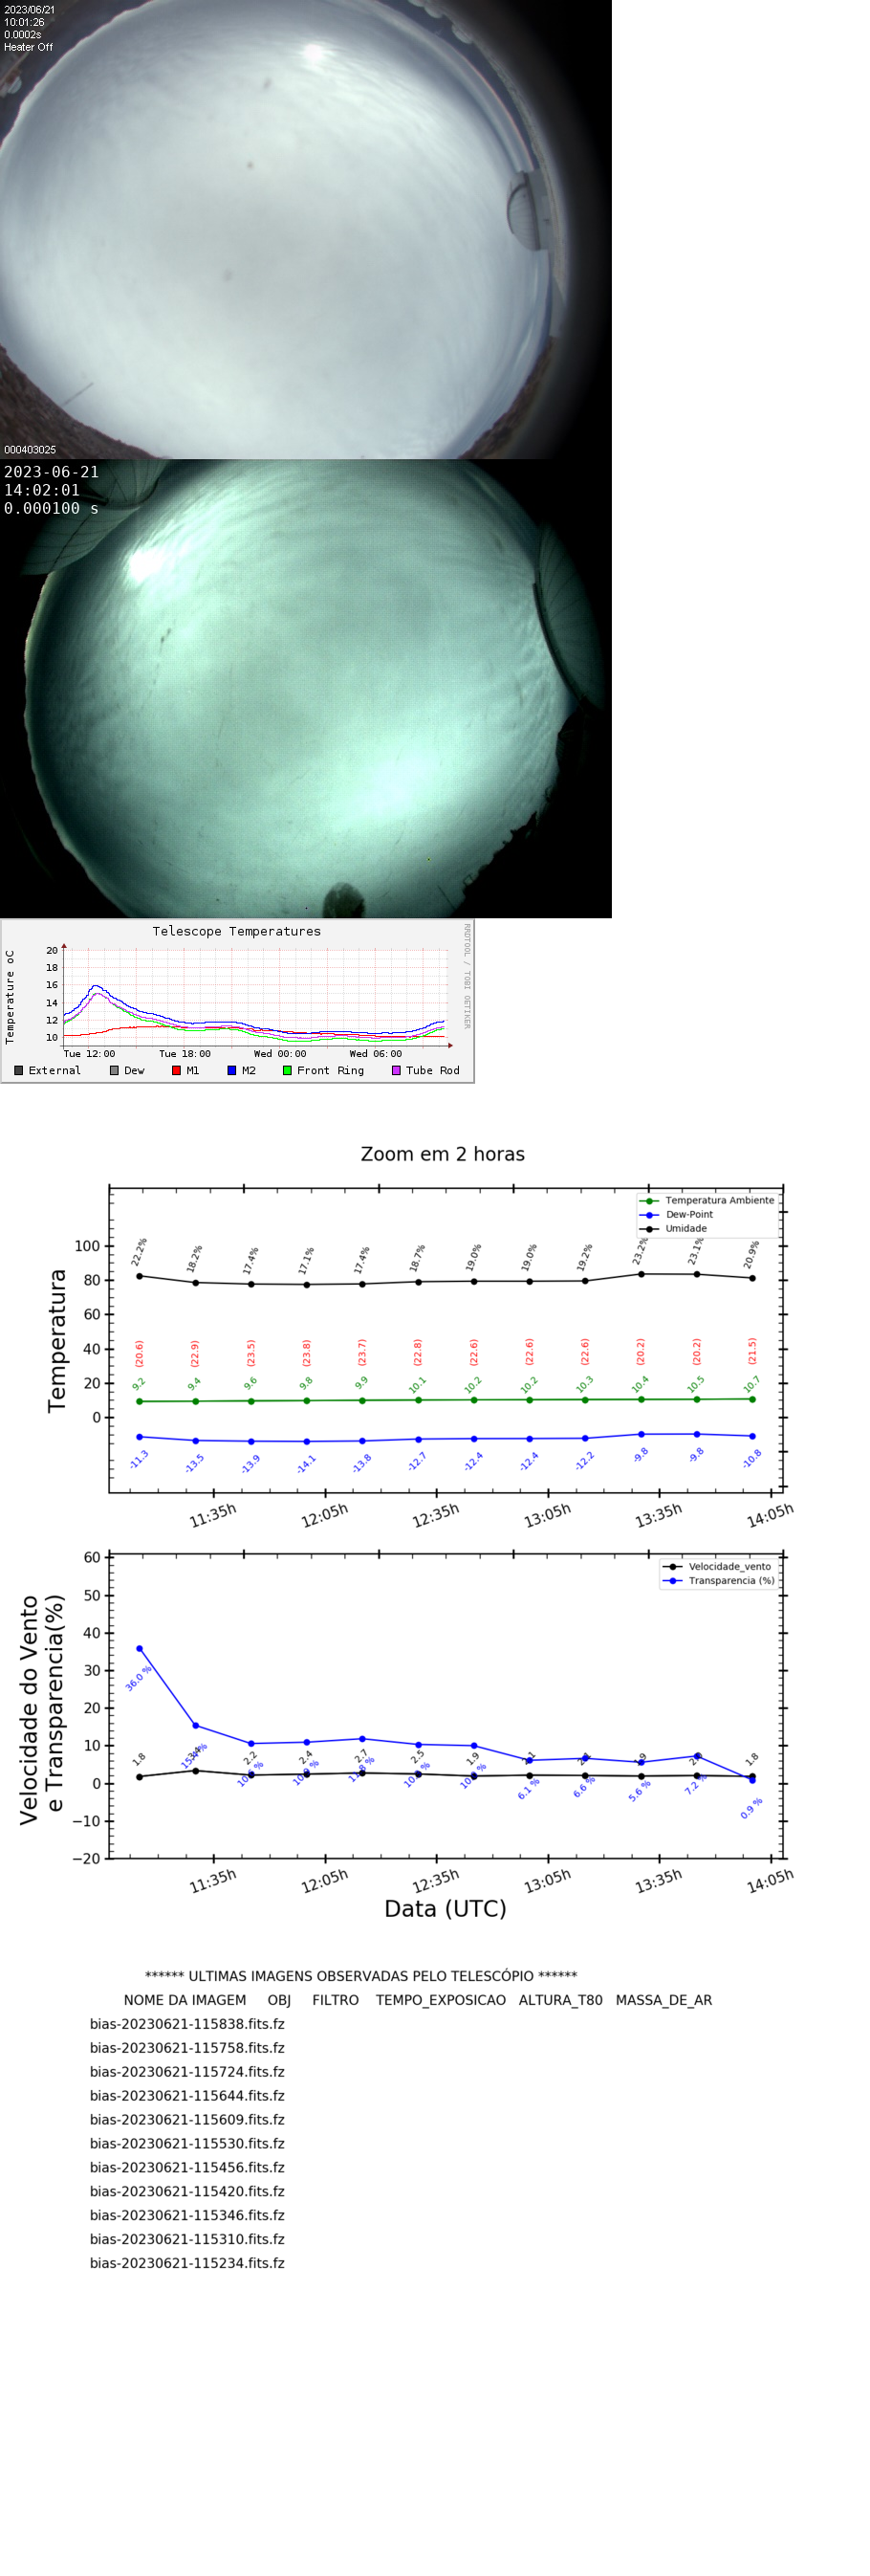 2023/06/21
10:01:26
0.0002s
Heater Off
000403025
2023-06-21
14:02:01
0.000100 s
Telescope Temperatures
RRDTOOL / TOBI OETIKER
Temperature oC
20
18
16
14
12
10
Tue 12:00 Tue 18:00 Wed 00:00 Wed 06:00
External Dew M1 M2 Front Ring Tube Rod
Zoom em 2 horas
Temperatura Ambiente
Dew-Point
Umidade
Temperatura
100
80
60
40
20
0
22.2% 18.2% 17.4% 17.1% 17.4% 18.7% 19.0% 19.0% 19.2% 23.2% 23.1% 20.9%
(20.6) (22.9) (23.5) (23.8) (23.7) (22.8) (22.6) (22.6) (22.6) (20.2) (20.2) (21.5)
9.2 9.4 9.6 9.8 9.9 10.1 10.2 10.2 10.3 10.4 10.5 10.7
-11.3 -13.5 -13.9 -14.1 -13.8 -12.7 -12.4 -12.4 -12.2 -9.8 -9.8 -10.8
11:35h 12:05h 12:35h 13:05h 13:35h 14:05h
Velocidade_vento
Transparencia (%)
Velocidade do Vento
e Transparencia(%)
60
50
40
30
20
10
0
−10
−20
1.8 2.2 2.4 2.7 2.5 1.9 1.8
36.0 % 6.1 % 6.6 % 5.6 % 7.2 % 0.9 %
11:35h 12:05h 12:35h 13:05h 13:35h 14:05h
Data (UTC)
****** ULTIMAS IMAGENS OBSERVADAS PELO TELESCÓPIO ******
NOME DA IMAGEM OBJ FILTRO TEMPO_EXPOSICAO ALTURA_T80 MASSA_DE_AR
bias-20230621-115838.fits.fz
bias-20230621-115758.fits.fz
bias-20230621-115724.fits.fz
bias-20230621-115644.fits.fz
bias-20230621-115609.fits.fz
bias-20230621-115530.fits.fz
bias-20230621-115456.fits.fz
bias-20230621-115420.fits.fz
bias-20230621-115346.fits.fz
bias-20230621-115310.fits.fz
bias-20230621-115234.fits.fz